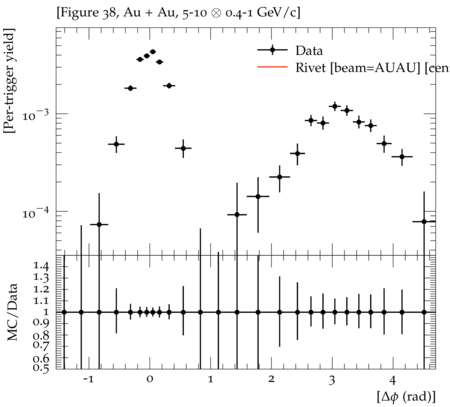 [Figure 38, Au + Au, 5-10 ⊗ 0.4-1 GeV/c]
[Per-trigger yield]
Data
Rivet [beam=AUAU] [cen
10⁻³
10⁻⁴
MC/Data
1.4
1.3
1.2
1.1
1
0.9
0.8
0.7
0.6
0.5
-1 0 1 2 3 4
[Δϕ (rad)]